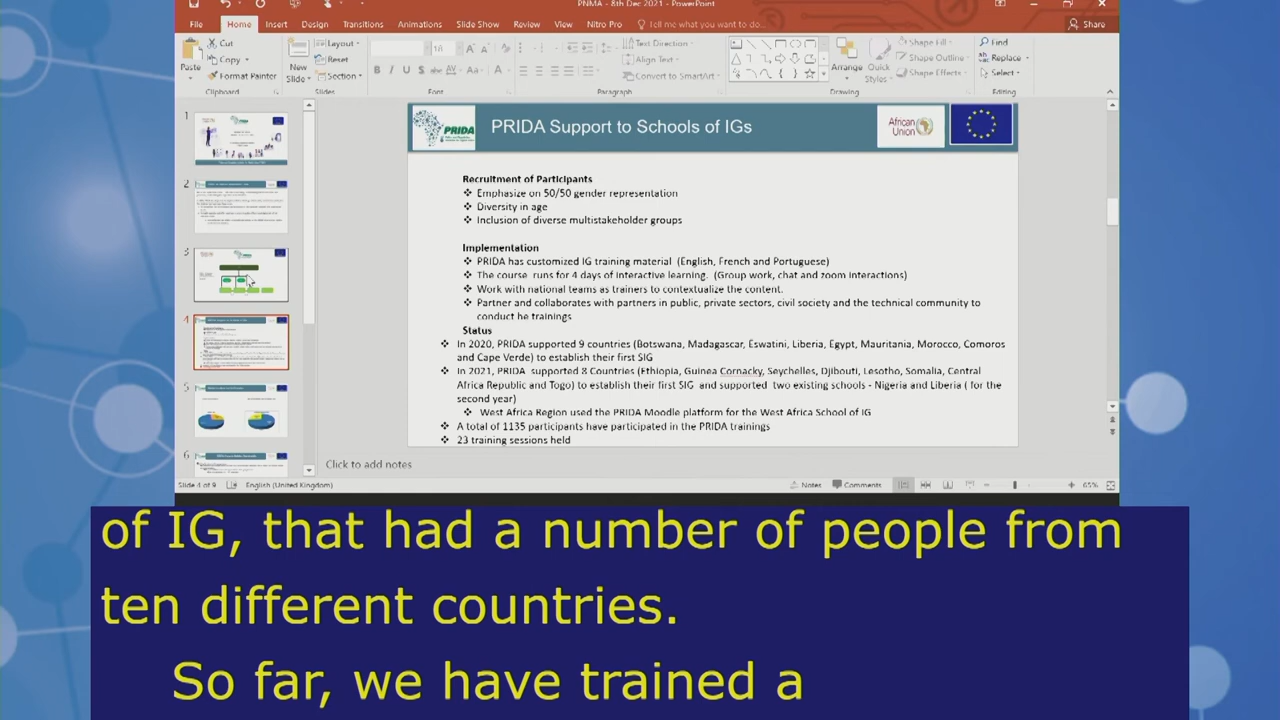 PNMA - 8th Dec 2021 - PowerPoint
File Home Insert Design Transitions Animations Slide Show Review View Nitro Pro Tell me what you want to do... Share
Paste
Cut
Copy
Format Painter
Clipboard
New
Slide
Layout
Reset
Section
Slides
18
Font
Text Direction
Align Text
Convert to SmartArt
Paragraph
Arrange
Quick
Styles
Shape Fill
Shape Outline
Shape Effects
Drawing
Find
Replace
Select
Editing
1
2
3
4
5
6
PRIDA
PRIDA Support to Schools of IGs
African
Union
Recruitment of Participants
❖ Emphasize on 50/50 gender representation
❖ Diversity in age
❖ Inclusion of diverse multistakeholder groups
Implementation
❖ PRIDA has customized IG training material (English, French and Portuguese)
❖ The course runs for 4 days of interactive learning. (Group work, chat and zoom interactions)
❖ Work with national teams as trainers to contextualize the content.
❖ Partner and collaborates with partners in public, private sectors, civil society and the technical community to
conduct he trainings
Status
❖ In 2020, PRIDA supported 9 countries (Botswana, Madagascar, Eswatini, Liberia, Egypt, Mauritania, Morocco, Comoros
and Cape Verde) to establish their first SIG
❖ In 2021, PRIDA supported 8 Countries (Ethiopia, Guinea Cornacky, Seychelles, Djibouti, Lesotho, Somalia, Central
Africa Republic and Togo) to establish their first SIG and supported two existing schools - Nigeria and Liberia ( for the
second year)
❖ West Africa Region used the PRIDA Moodle platform for the West Africa School of IG
❖ A total of 1135 participants have participated in the PRIDA trainings
❖ 23 training sessions held
Click to add notes
Slide 4 of 9 English (United Kingdom) Notes Comments 65%
of IG, that had a number of people from
ten different countries.
So far, we have trained a